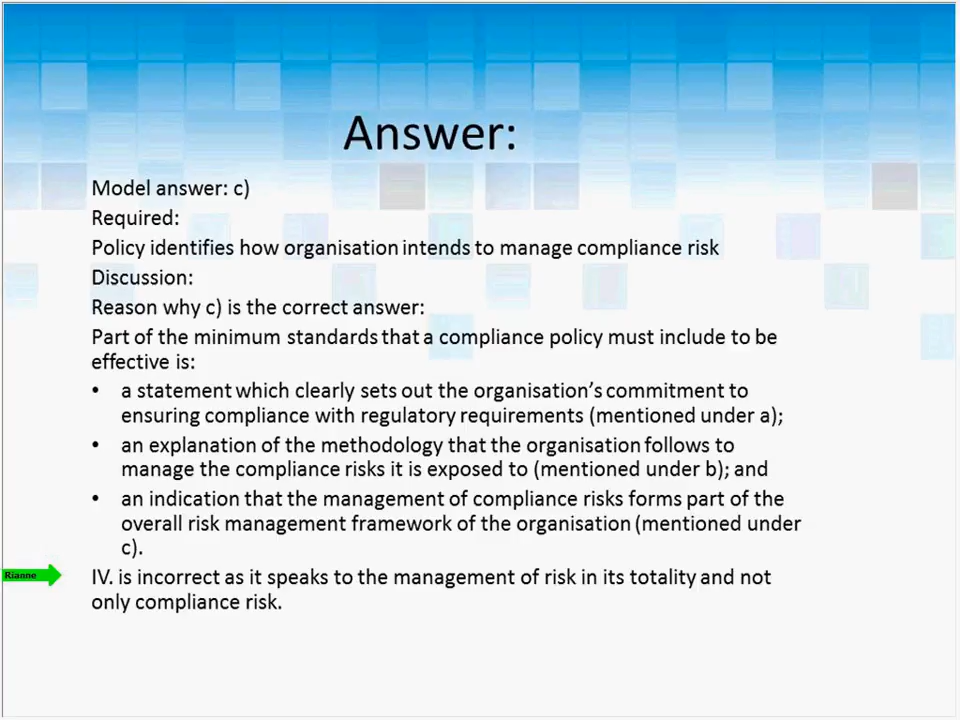 Answer:
Model answer: c)
Required:
Policy identifies how organisation intends to manage compliance risk
Discussion:
Reason why c) is the correct answer:
Part of the minimum standards that a compliance policy must include to be
effective is:
• a statement which clearly sets out the organisation's commitment to
ensuring compliance with regulatory requirements (mentioned under a);
• an explanation of the methodology that the organisation follows to
manage the compliance risks it is exposed to (mentioned under b); and
• an indication that the management of compliance risks forms part of the
overall risk management framework of the organisation (mentioned under
c).
Rianne
IV. is incorrect as it speaks to the management of risk in its totality and not
only compliance risk.